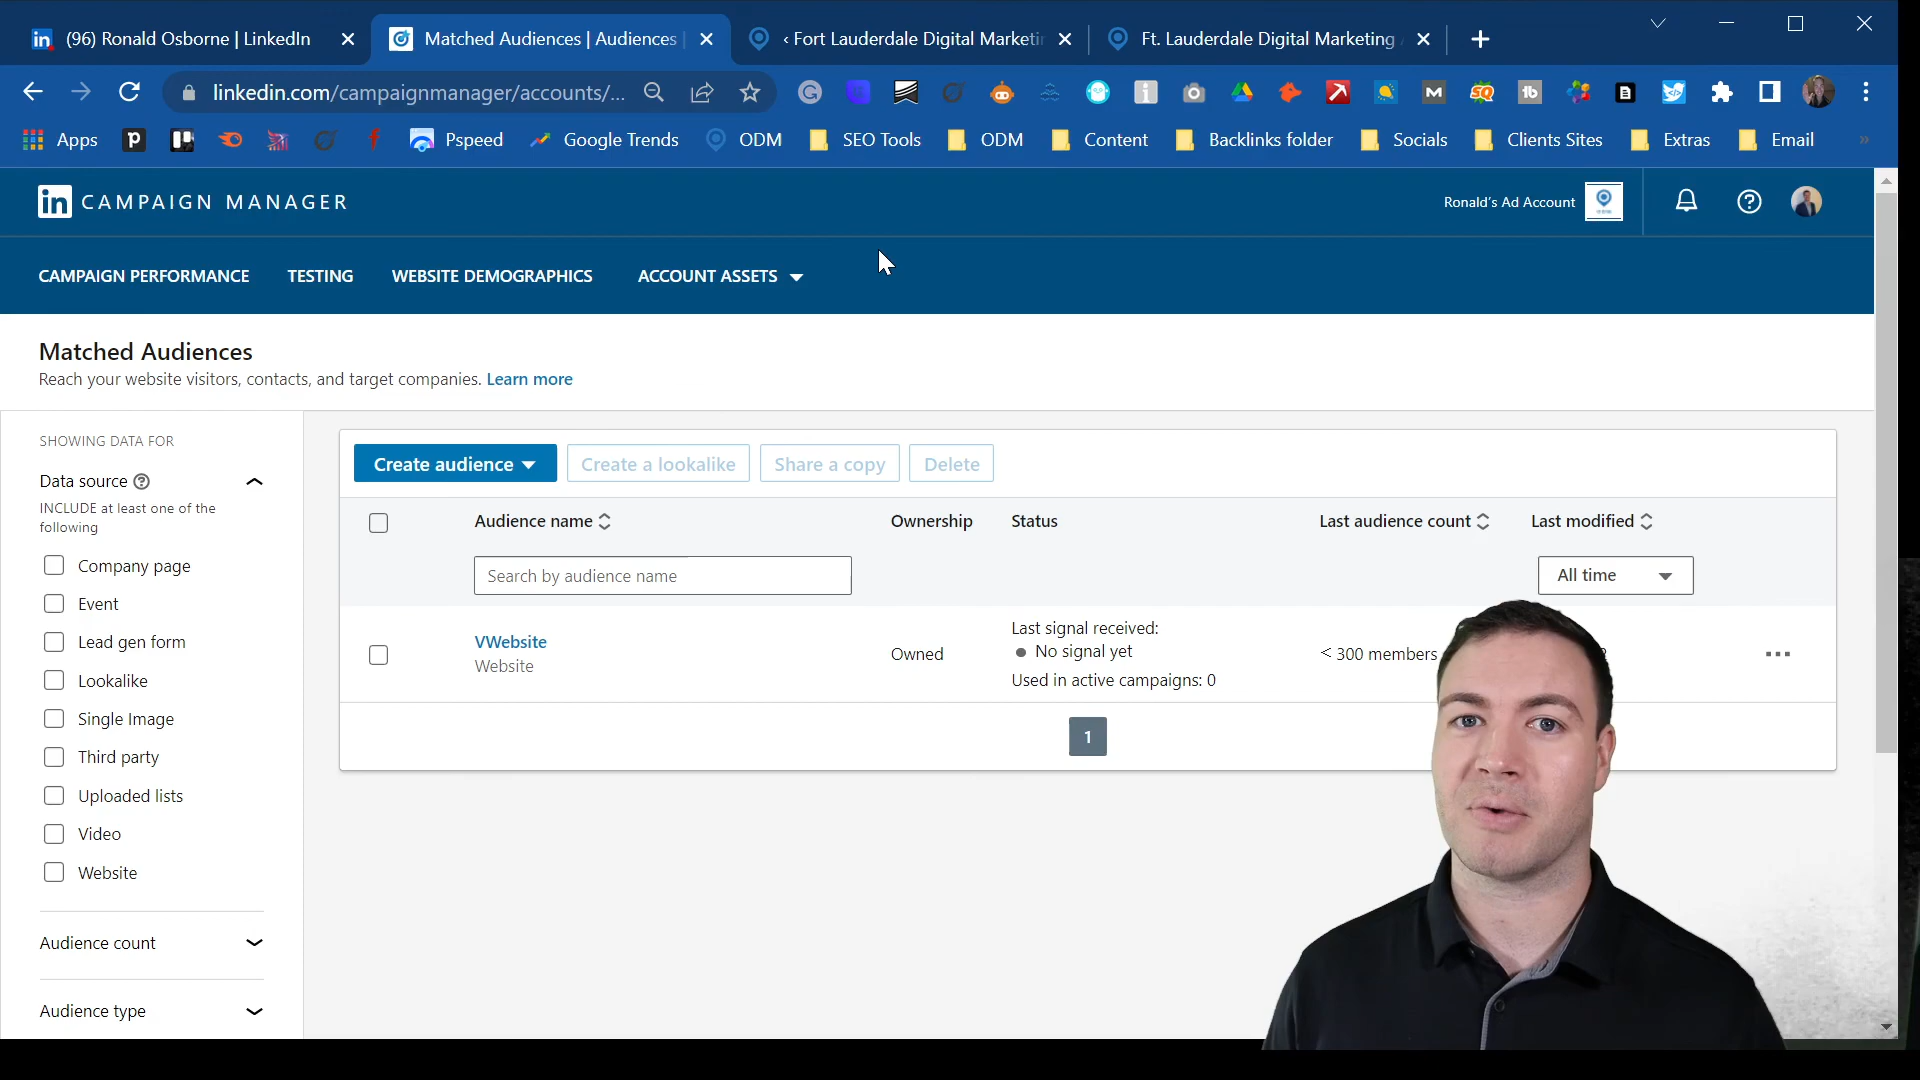 (96) Ronald Osborne | LinkedIn
Matched Audiences | Audiences |
‹ Fort Lauderdale Digital Marketin
Ft. Lauderdale Digital Marketing
linkedin.com/campaignmanager/accounts/...
Apps
Pspeed
Google Trends
ODM
SEO Tools
ODM
Content
Backlinks folder
Socials
Clients Sites
Extras
Email
»
in CAMPAIGN MANAGER
Ronald's Ad Account
CAMPAIGN PERFORMANCE
TESTING
WEBSITE DEMOGRAPHICS
ACCOUNT ASSETS
Matched Audiences
Reach your website visitors, contacts, and target companies. Learn more
SHOWING DATA FOR
Data source
INCLUDE at least one of the
following
Company page
Event
Lead gen form
Lookalike
Single Image
Third party
Uploaded lists
Video
Website
Audience count
Audience type
Create audience
Create a lookalike
Share a copy
Delete
Audience name
Ownership
Status
Last audience count
Last modified
Search by audience name
All time
VWebsite
Website
Owned
Last signal received:
No signal yet
Used in active campaigns: 0
< 300 members
1